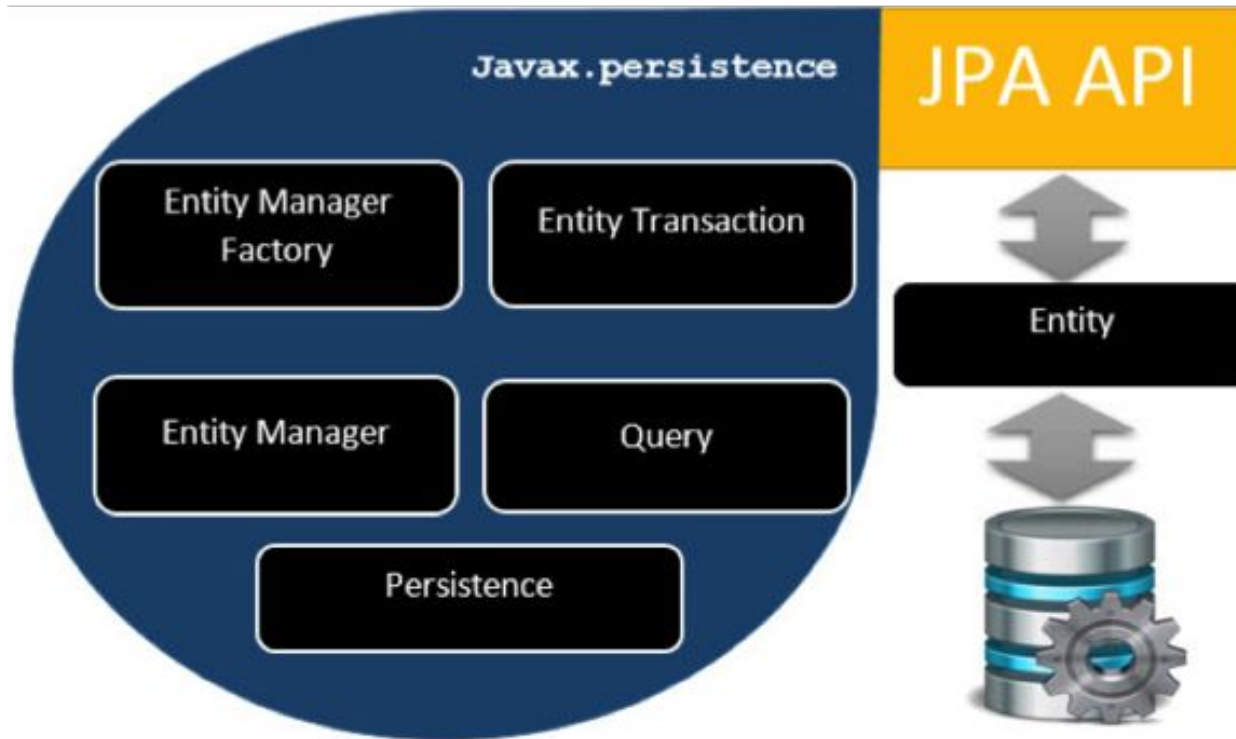 Javax.persistence
JPA API
Entity Manager
Factory
Entity Transaction
Entity
Entity Manager
Query
Persistence